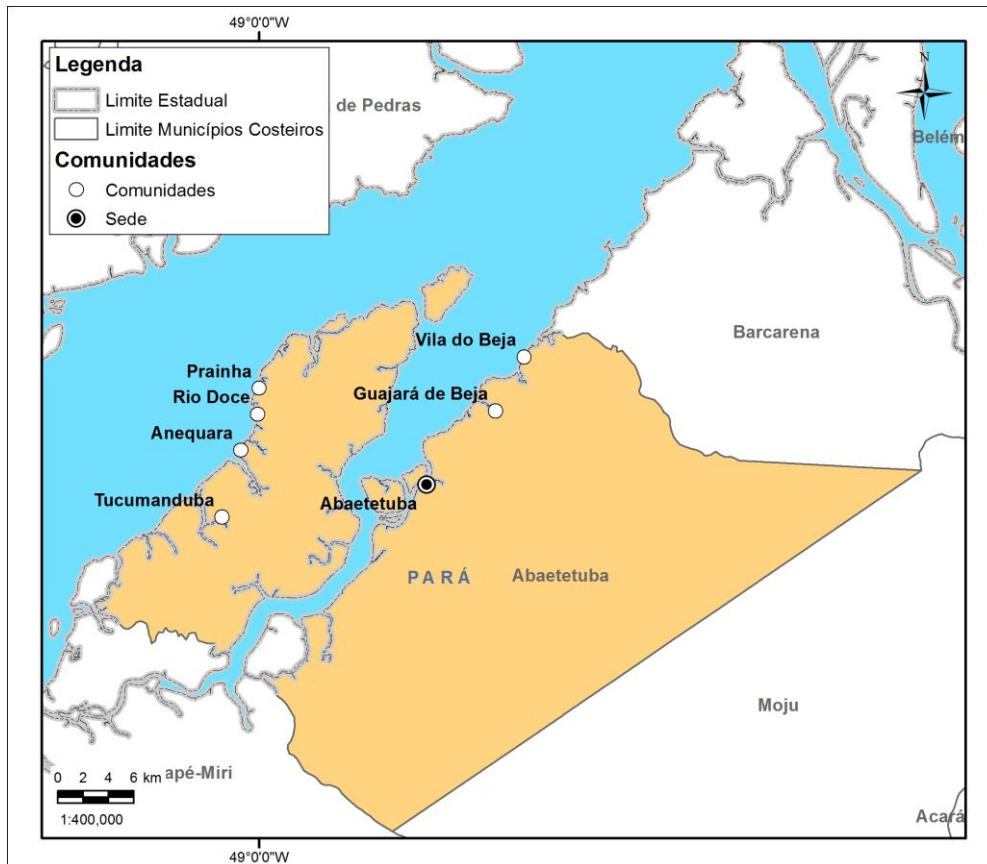 49°0'0"W
Legenda
Limite Estadual
Limite Municípios Costeiros
Comunidades
Comunidades
Sede
de Pedras
N
Belém
Barcarena
Vila do Beja
Prainha
Guajará de Beja
Rio Doce
Anequara
Tucumanduba
Abaetetuba
PARÁ
Abaetetuba
Moju
apé-Miri
0 2 4 6 km
1:400,000
Acará
49°0'0"W